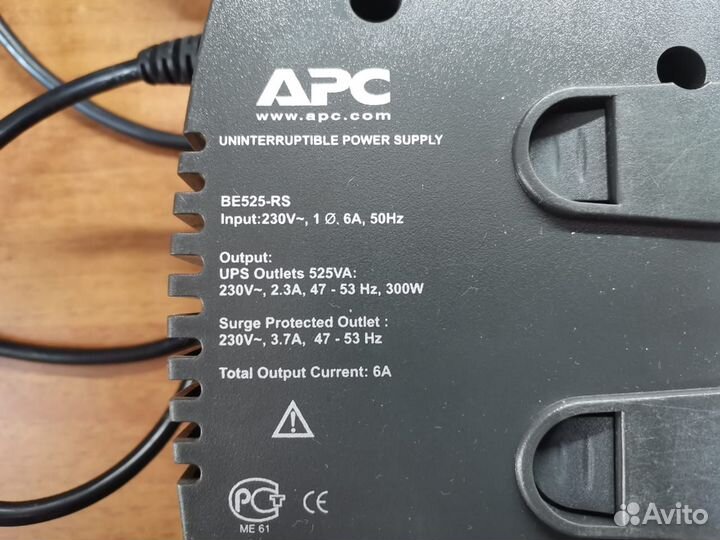 APC
www.apc.com
UNINTERRUPTIBLE POWER SUPPLY
BE525-RS
Input:230V~, 1 Ø, 6A, 50Hz
Output:
UPS Outlets 525VA:
230V~, 2.3A, 47 - 53 Hz, 300W
Surge Protected Outlet :
230V~, 3.7A, 47 - 53 Hz
Total Output Current: 6A
РСТ CE
ME 61
Avito